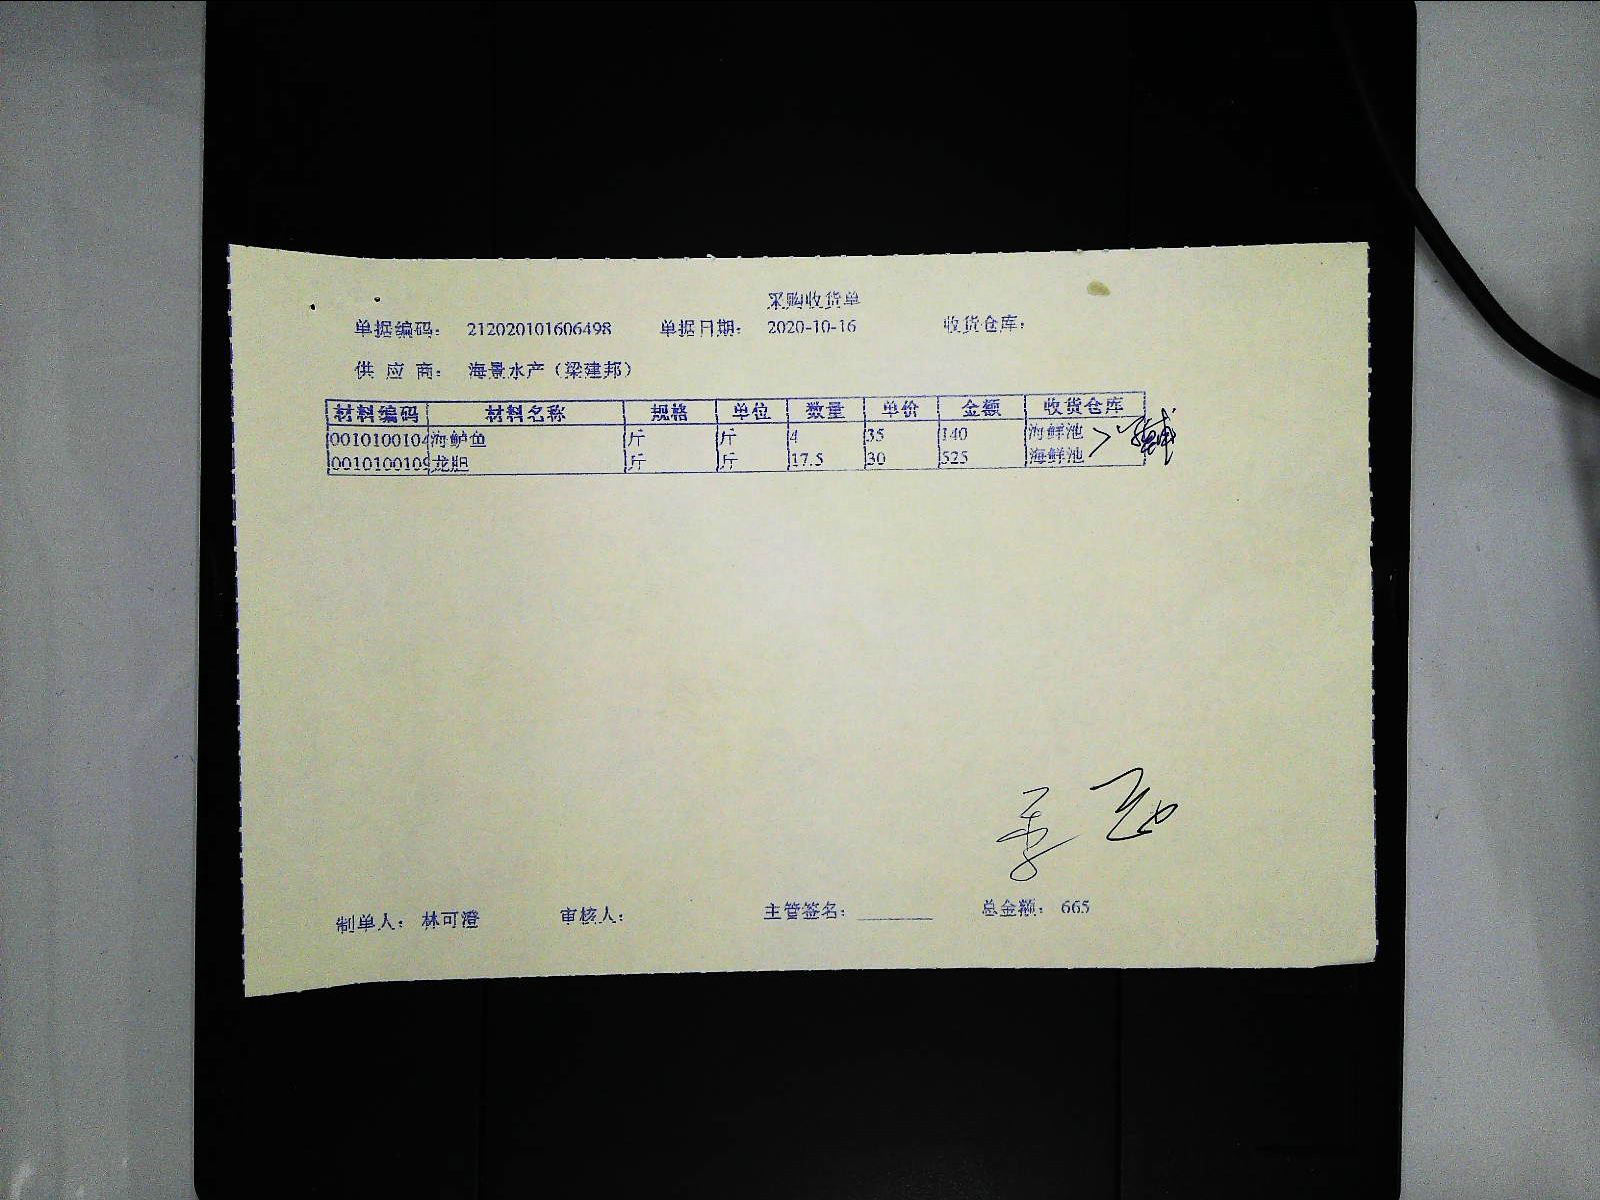 采购收货单
单据编码： 212020101606498 单据日期： 2020-10-16 收货仓库：
供 应 商： 海景水产（梁建邦）
材料编码 材料名称 规格 单位 数量 单价 金额 收货仓库
0010100104 海鲈鱼 斤 斤 4 35 140 海鲜池
0010100109 龙胆 斤 斤 17.5 30 525 海鲜池
制单人： 林可澄 审核人： 主管签名： 总金额： 665